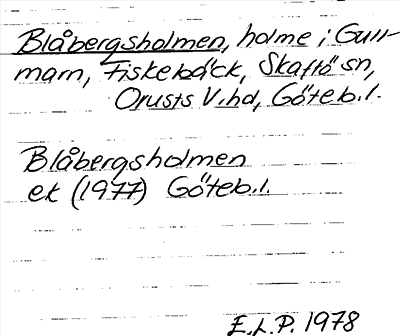 Blåbergsholmen, holme i Gull-
marn, Fiskebäck, Skaftö sn,
Orusts V. hd, Göteb. l.
Blåbergsholmen
ek (1977) Göteb. l.
E.L.P. 1978